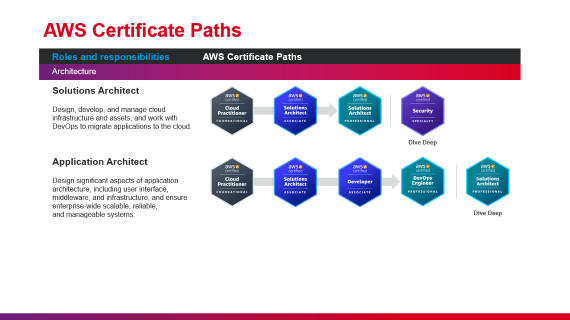 AWS Certificate Paths
Roles and responsibilities AWS Certificate Paths
Architecture
Solutions Architect
Design, develop, and manage cloud
infrastructure and assets, and work with
DevOps to migrate applications to the cloud.
aws certified Cloud Practitioner FOUNDATIONAL
aws certified Solutions Architect ASSOCIATE
aws certified Solutions Architect PROFESSIONAL
aws certified Security SPECIALTY
Dive Deep
Application Architect
Design significant aspects of application
architecture, including user interface,
middleware, and infrastructure, and ensure
enterprise-wide scalable, reliable,
and manageable systems.
aws certified Cloud Practitioner FOUNDATIONAL
aws certified Solutions Architect ASSOCIATE
aws certified Developer ASSOCIATE
aws certified DevOps Engineer PROFESSIONAL
aws certified Solutions Architect PROFESSIONAL
Dive Deep